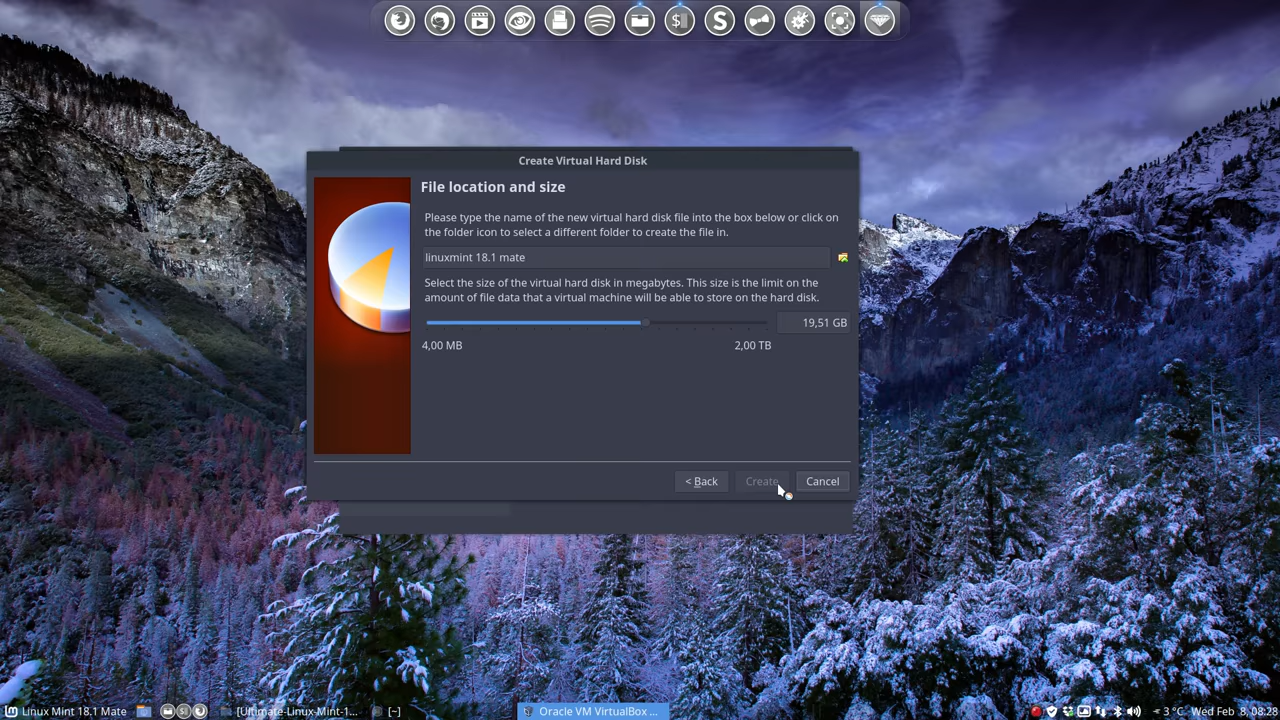 $
S
Create Virtual Hard Disk
File location and size
Please type the name of the new virtual hard disk file into the box below or click on
the folder icon to select a different folder to create the file in.
linuxmint 18.1 mate
Select the size of the virtual hard disk in megabytes. This size is the limit on the
amount of file data that a virtual machine will be able to store on the hard disk.
19,51 GB
4,00 MB
2,00 TB
< Back
Create
Cancel
Linux Mint 18.1 Mate
[Ultimate-Linux-Mint-1...
[~]
Oracle VM VirtualBox ...
3 °C
Wed Feb 8, 08:28